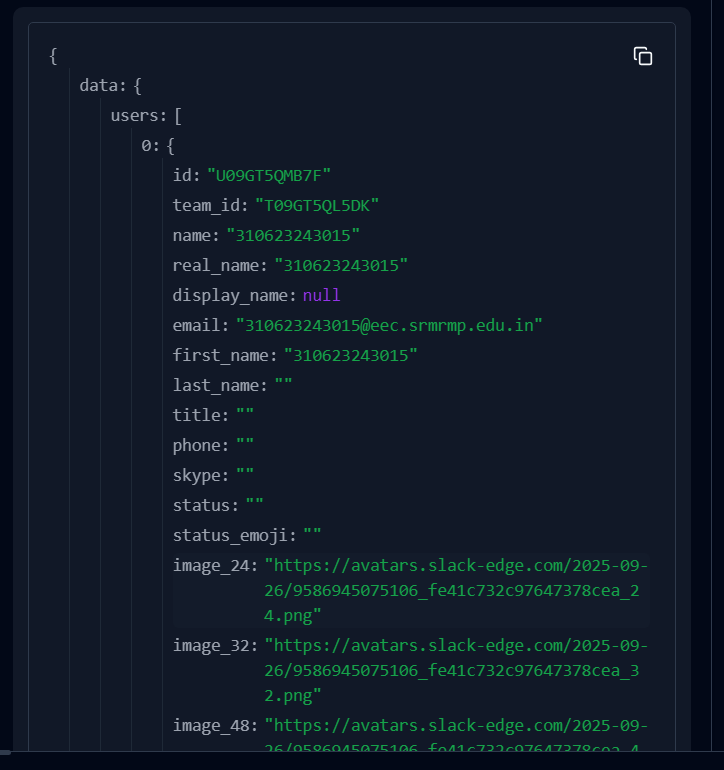 {
data: {
users: [
0: {
id: "U09GT5QMB7F"
team_id: "T09GT5QL5DK"
name: "310623243015"
real_name: "310623243015"
display_name: null
email: "310623243015@eec.srmrmp.edu.in"
first_name: "310623243015"
last_name: ""
title: ""
phone: ""
skype: ""
status: ""
status_emoji: ""
image_24: "https://avatars.slack-edge.com/2025-09-
26/9586945075106_fe41c732c97647378cea_2
4.png"
image_32: "https://avatars.slack-edge.com/2025-09-
26/9586945075106_fe41c732c97647378cea_3
2.png"
image_48: "https://avatars.slack-edge.com/2025-09-
26/9586945075106_fe41c732c97647378cea_4